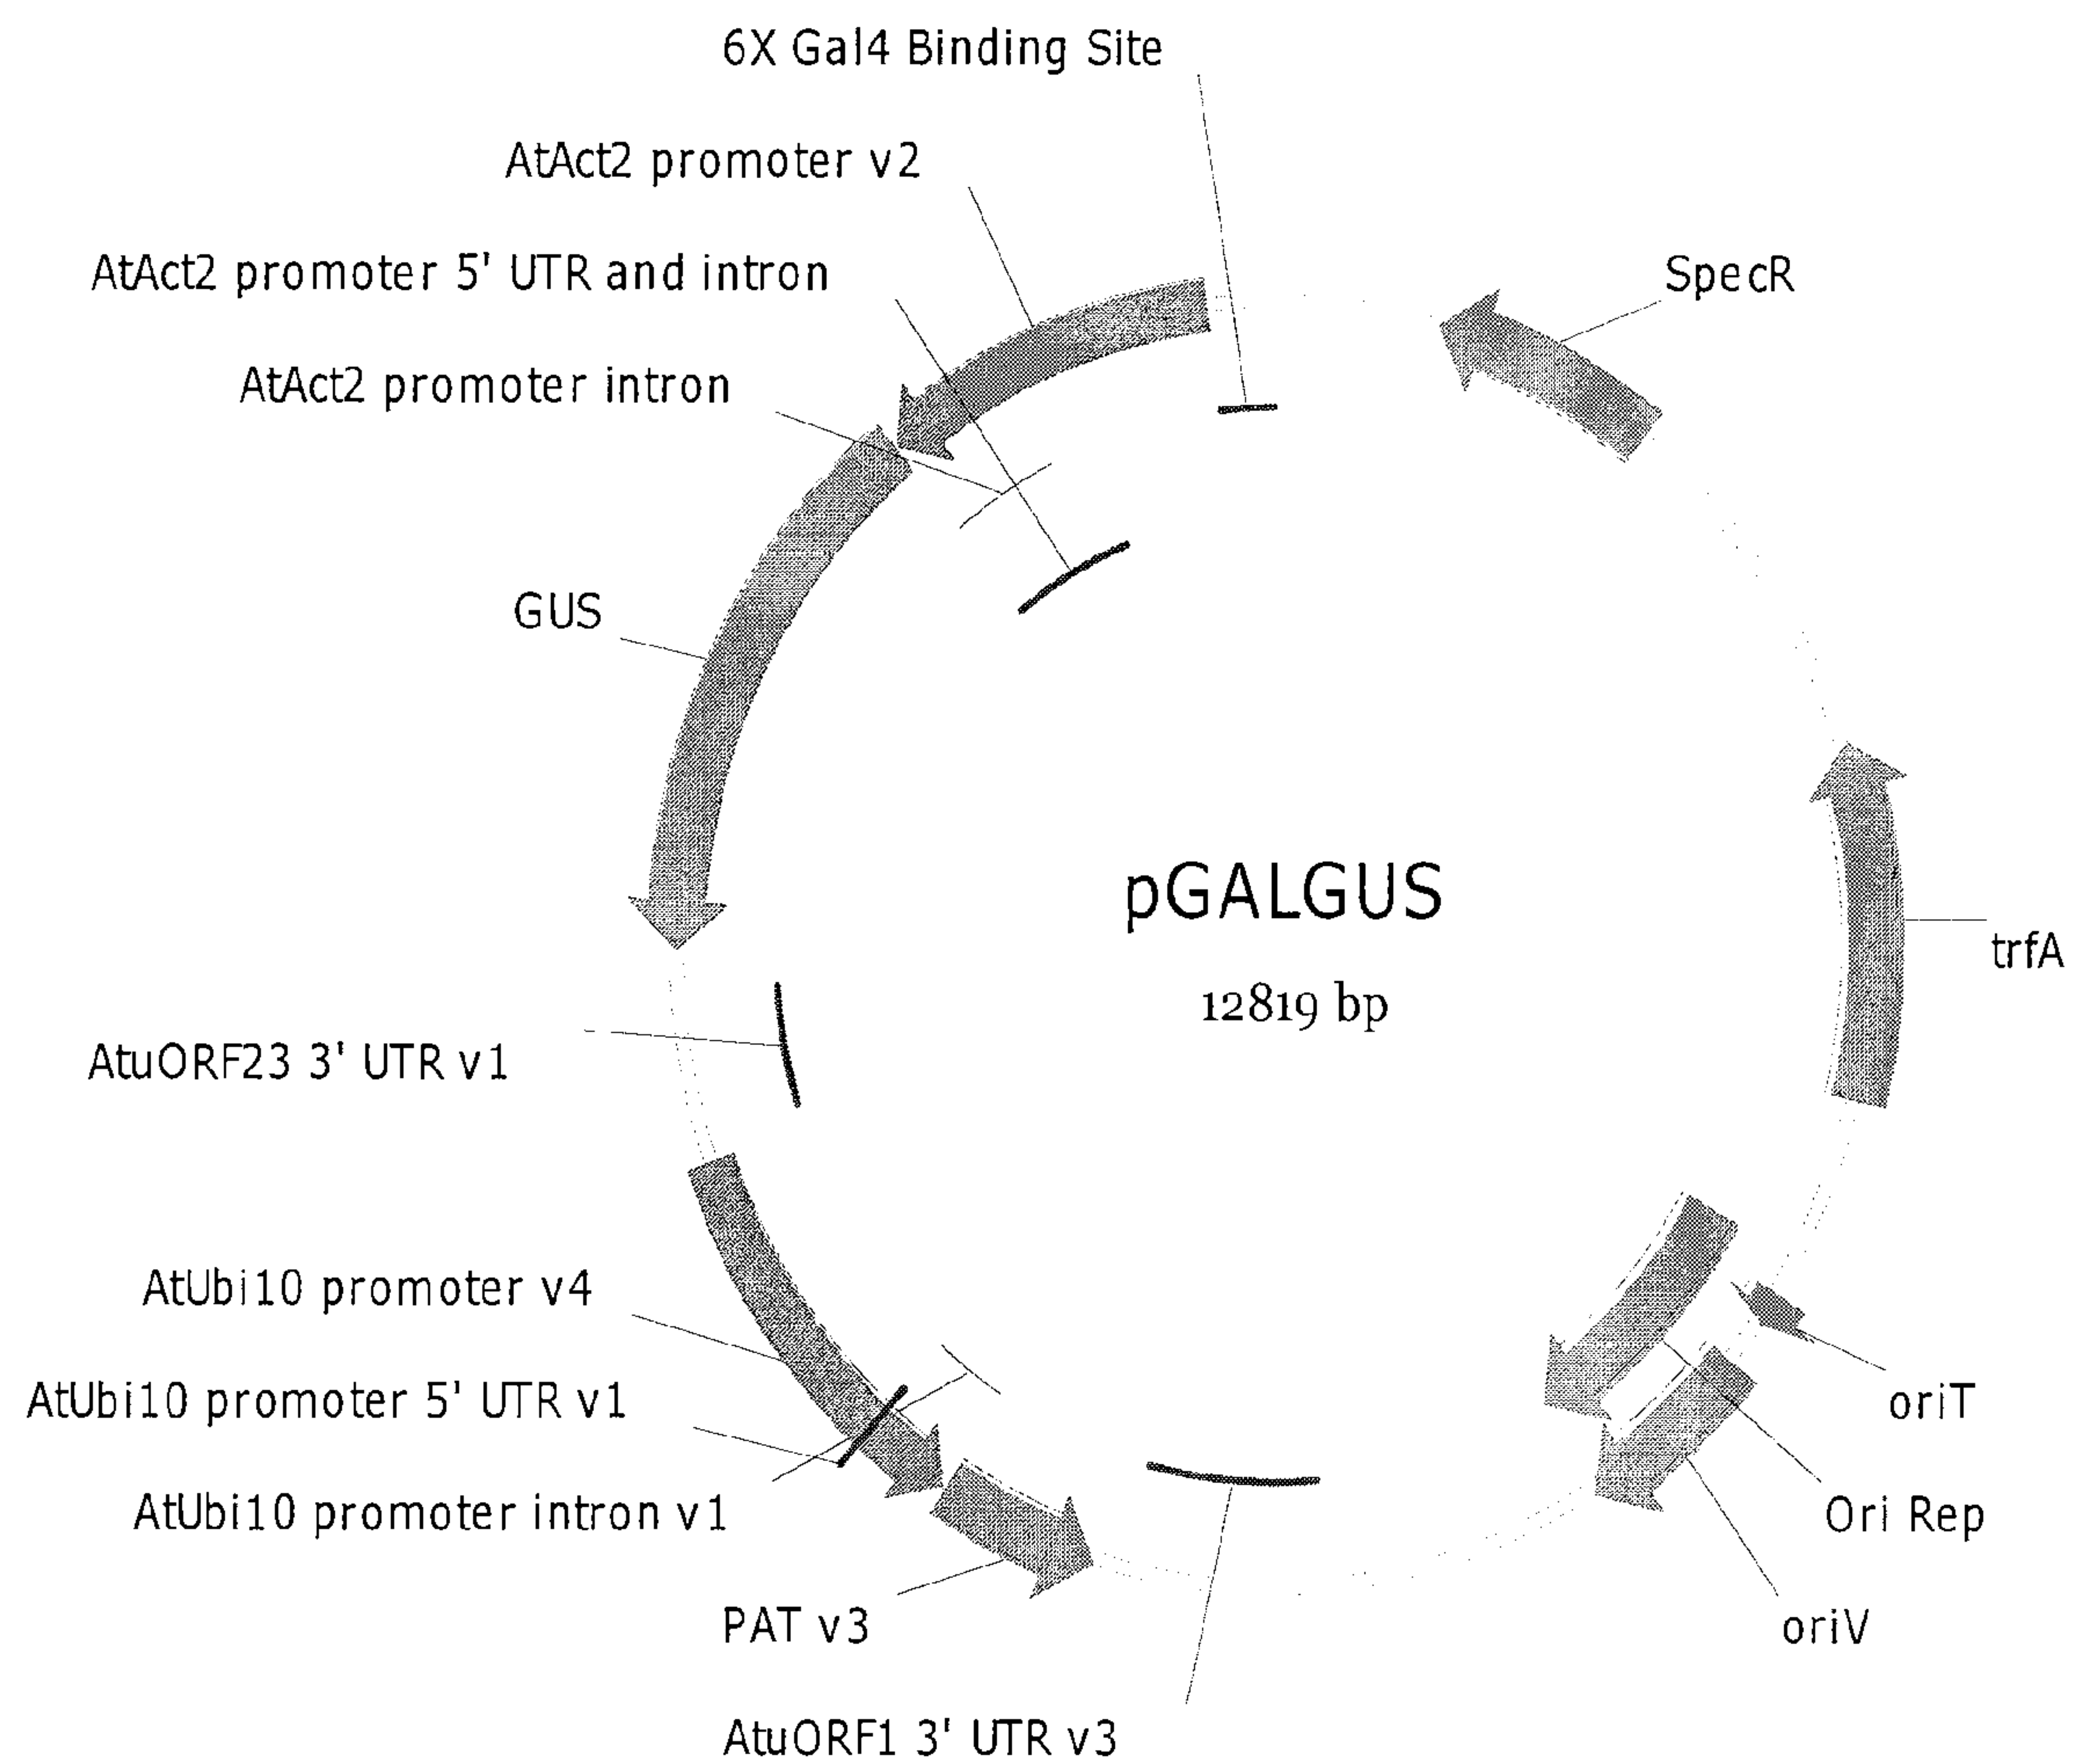 6X Gal4 Binding Site
AtAct2 promoter v2
AtAct2 promoter 5' UTR and intron
SpecR
AtAct2 promoter intron
GUS
pGALGUS
12819 bp
trfA
AtuORF23 3' UTR v1
AtUbi10 promoter v4
AtUbi10 promoter 5' UTR v1
oriT
AtUbi10 promoter intron v1
Ori Rep
PAT v3
oriV
AtuORF1 3' UTR v3